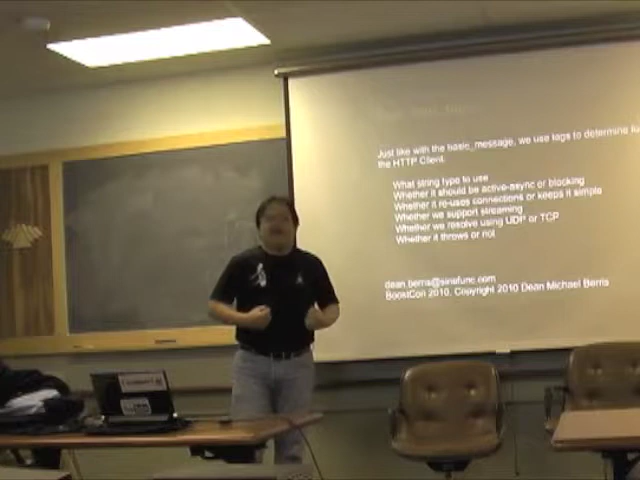 Just like with the basic_message, we use tags to determine
the HTTP Client.
What string type to use
Whether it should be active-async or blocking
Whether it re-uses connections or keeps it simple
Whether we support streaming
Whether we resolve using UDP or TCP
Whether it throws or not
dean.berris@sinefunc.com
BoostCon 2010. Copyright 2010 Dean Michael Berris